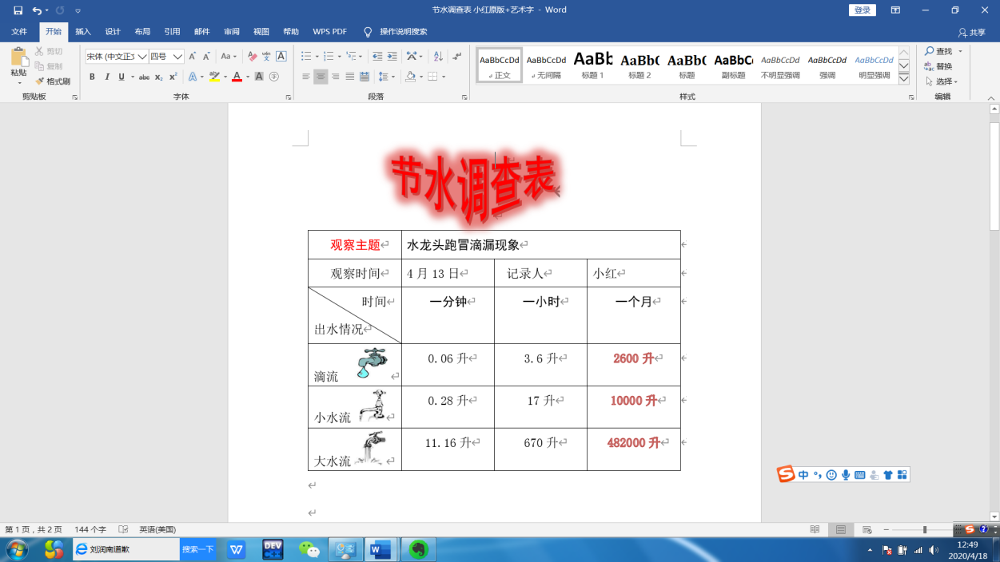 节水调查表 小红原版+艺术字 - Word
登录
文件 开始 插入 设计 布局 引用 邮件 审阅 视图 帮助 WPS PDF 操作说明搜索
共享
粘贴 剪切 复制 格式刷
宋体 (中文正文 四号
剪贴板 字体 段落 样式 编辑
AaBbCcDd AaBbCcDd AaBb AaBb( AaBb( AaBbC AaBbCcDd AaBbCcDd AaBbCcDd
正文 无间隔 标题 1 标题 2 标题 副标题 不明显强调 强调 明显强调
查找
替换
选择
节水调查表
观察主题 水龙头跑冒滴漏现象
观察时间 4 月 13 日 记录人 小红
时间 一分钟 一小时 一个月
出水情况
滴流 0.06 升 3.6 升 2600 升
小水流 0.28 升 17 升 10000 升
大水流 11.16 升 670 升 482000 升
中
第 1 页，共 2 页 144 个字 英语(美国)
刘润南道歉 搜索一下
DEV
12:49
2020/4/18